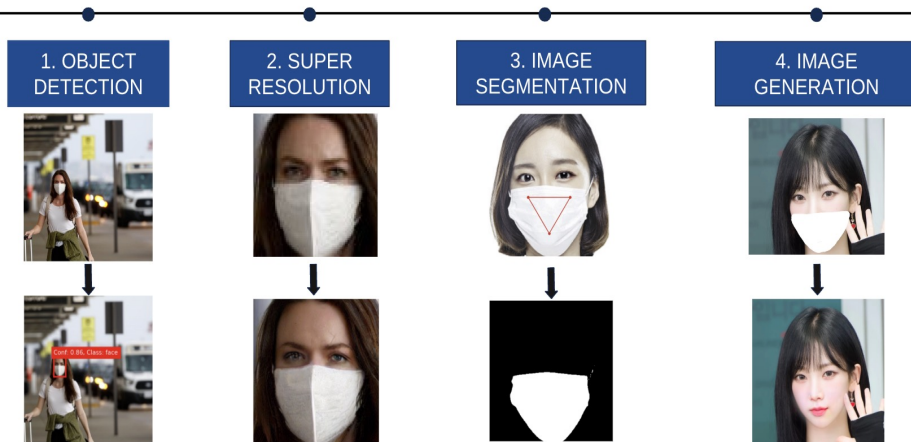 1. OBJECT
DETECTION
2. SUPER
RESOLUTION
3. IMAGE
SEGMENTATION
4. IMAGE
GENERATION
Conf: 0.86, Class: face